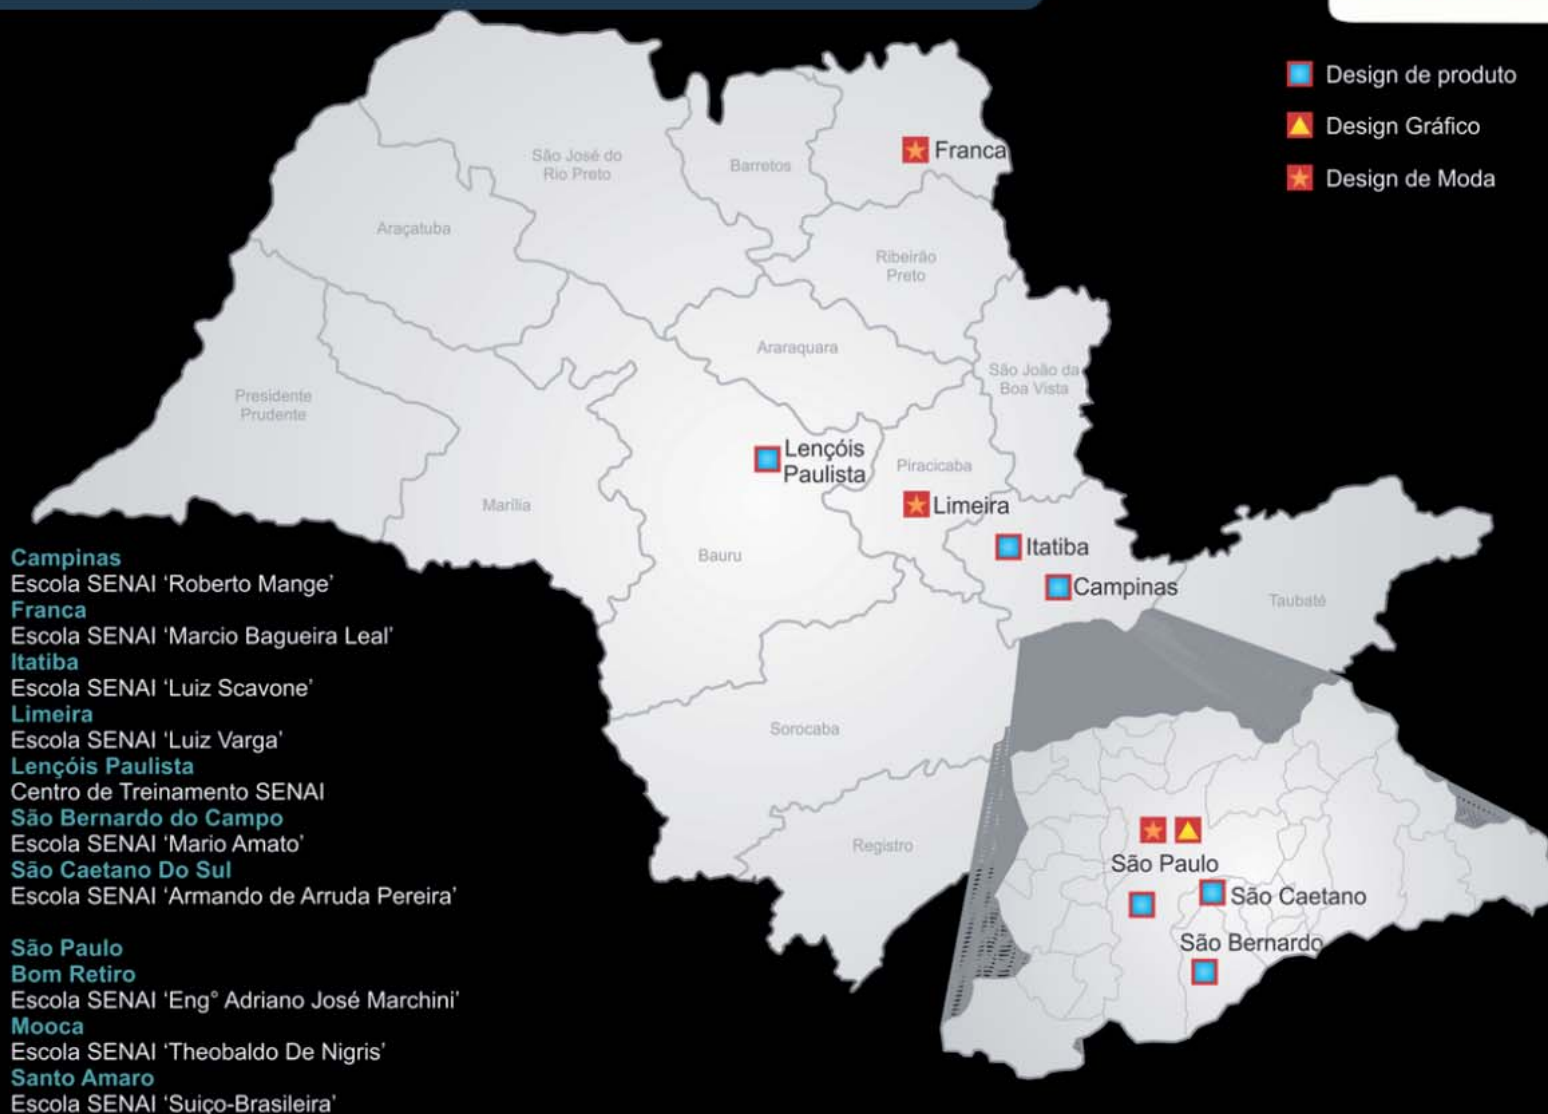 Design de produto
Design Gráfico
Design de Moda
Franca
São José do
Rio Preto
Barretos
Araçatuba
Ribeirão
Preto
Araraquara
São João da
Boa Vista
Presidente
Prudente
Lençóis
Paulista
Piracicaba
Marília
Limeira
Bauru
Itatiba
Campinas
Taubaté
Sorocaba
Registro
São Paulo
São Caetano
São Bernardo
Campinas
Escola SENAI ‘Roberto Mange’
Franca
Escola SENAI ‘Marcio Bagueira Leal’
Itatiba
Escola SENAI ‘Luiz Scavone’
Limeira
Escola SENAI ‘Luiz Varga’
Lençóis Paulista
Centro de Treinamento SENAI
São Bernardo do Campo
Escola SENAI ‘Mario Amato’
São Caetano Do Sul
Escola SENAI ‘Armando de Arruda Pereira’
São Paulo
Bom Retiro
Escola SENAI ‘Eng° Adriano José Marchini’
Mooca
Escola SENAI ‘Theobaldo De Nigris’
Santo Amaro
Escola SENAI ‘Suiço-Brasileira’